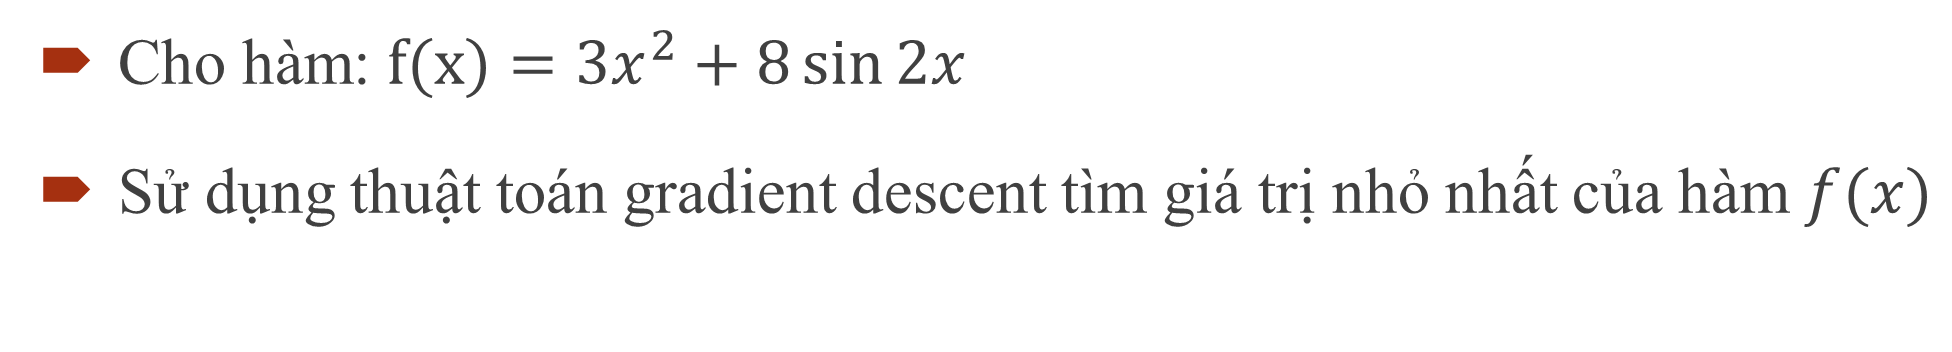 Cho hàm: f(x) = 3x² + 8 sin 2x
Sử dụng thuật toán gradient descent tìm giá trị nhỏ nhất của hàm f(x)